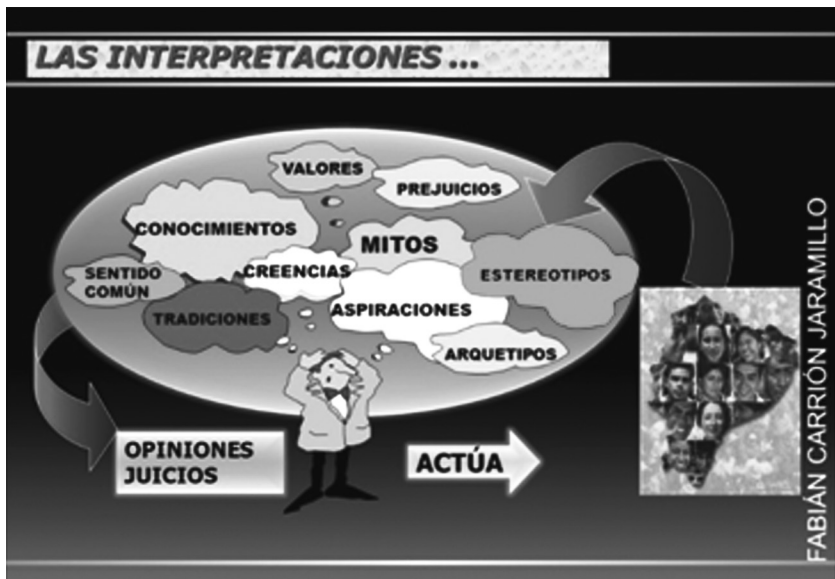 LAS INTERPRETACIONES ...
VALORES
PREJUICIOS
CONOCIMIENTOS
MITOS
SENTIDO
COMÚN
CREENCIAS
ESTEREOTIPOS
TRADICIONES
ASPIRACIONES
ARQUETIPOS
OPINIONES
JUICIOS
ACTÚA
FABIÁN CARRIÓN JARAMILLO